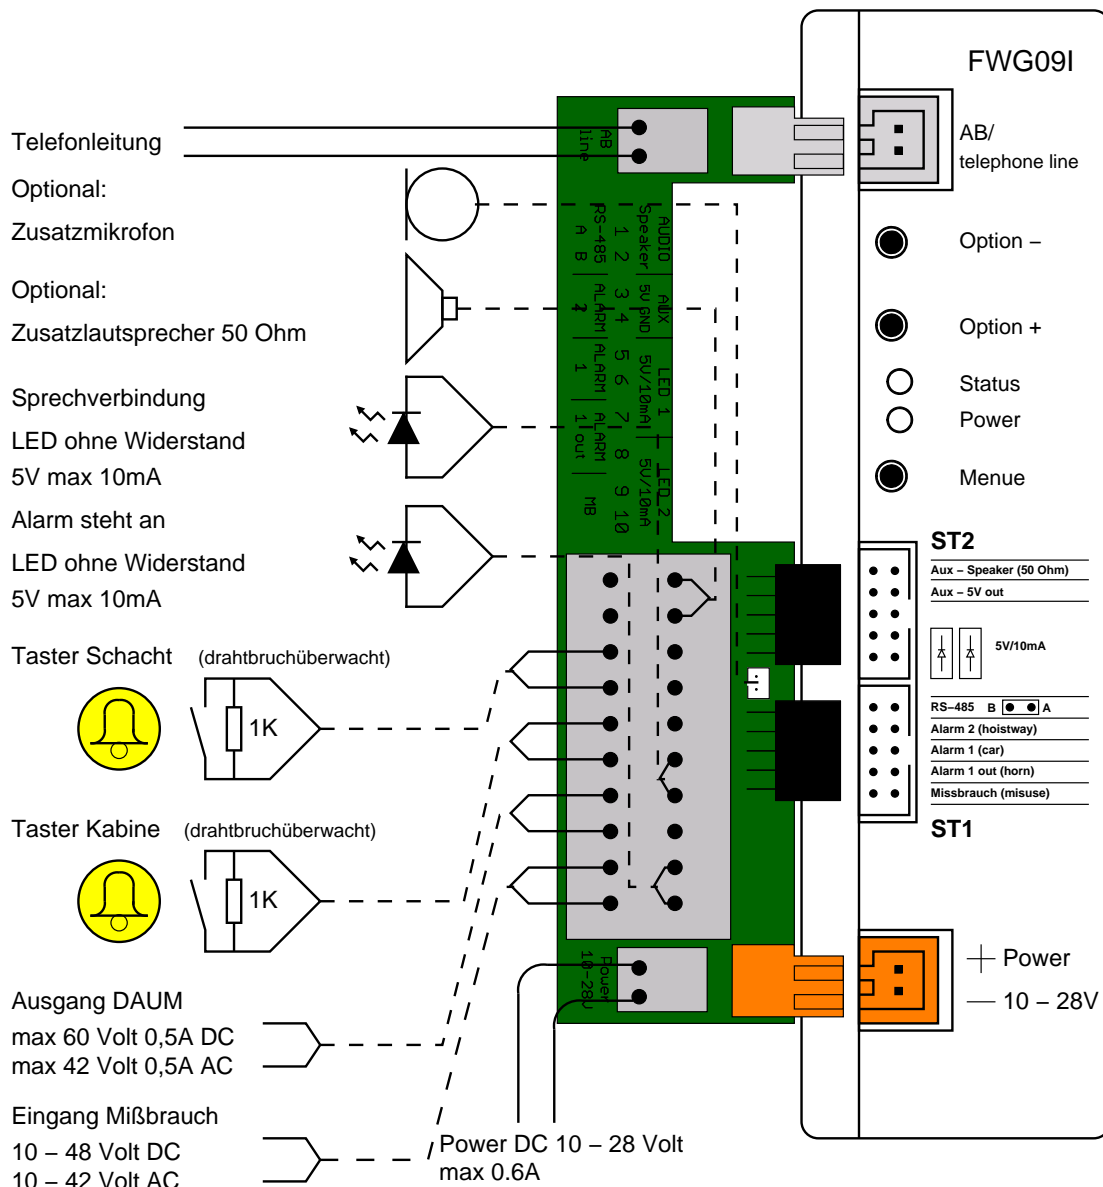 FWG09I
Telefonleitung
Optional:
Zusatzmikrofon
Optional:
Zusatzlautsprecher 50 Ohm
Sprechverbindung
LED ohne Widerstand
5V max 10mA
Alarm steht an
LED ohne Widerstand
5V max 10mA
Taster Schacht (drahtbruchüberwacht)
1K
Taster Kabine (drahtbruchüberwacht)
1K
Ausgang DAUM
max 60 Volt 0,5A DC
max 42 Volt 0,5A AC
Eingang Mißbrauch
10 – 48 Volt DC
10 – 42 Volt AC
Power DC 10 – 28 Volt
max 0.6A
AB
line
AUDIO
Speaker
1 2
RS-485
A B
AUX
5V GND
3 4
ALARM
2
LED 1
5V/10mA
5 6
ALARM
1
7 8
ALARM
1 out
LED 2
5V/10mA
9 10
MB
Power
10-28V
AB/
telephone line
Option –
Option +
Status
Power
Menue
ST2
Aux – Speaker (50 Ohm)
Aux – 5V out
5V/10mA
RS–485 B A
Alarm 2 (hoistway)
Alarm 1 (car)
Alarm 1 out (horn)
Missbrauch (misuse)
ST1
+ Power
— 10 – 28V